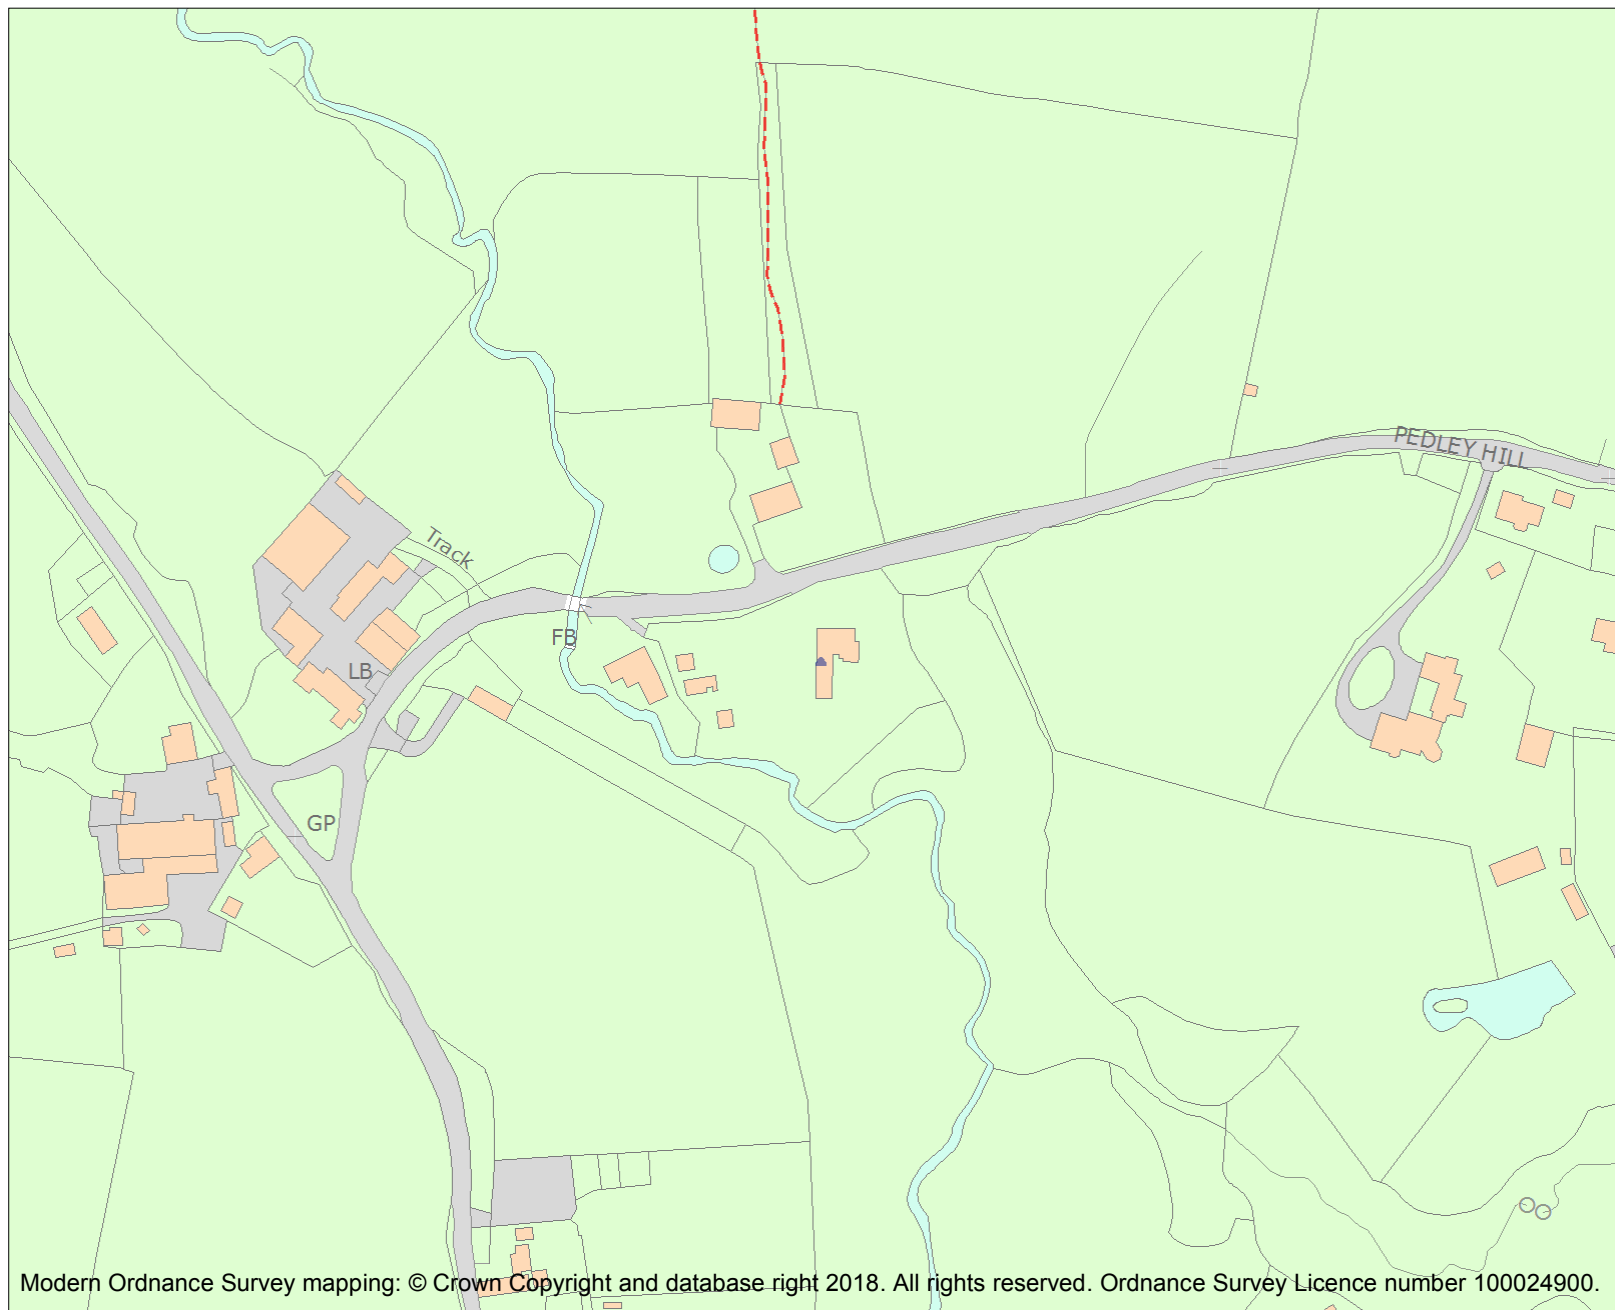 PEDLEY HILL
Track
FB
LB
GP
Modern Ordnance Survey mapping: © Crown Copyright and database right 2018. All rights reserved. Ordnance Survey Licence number 100024900.